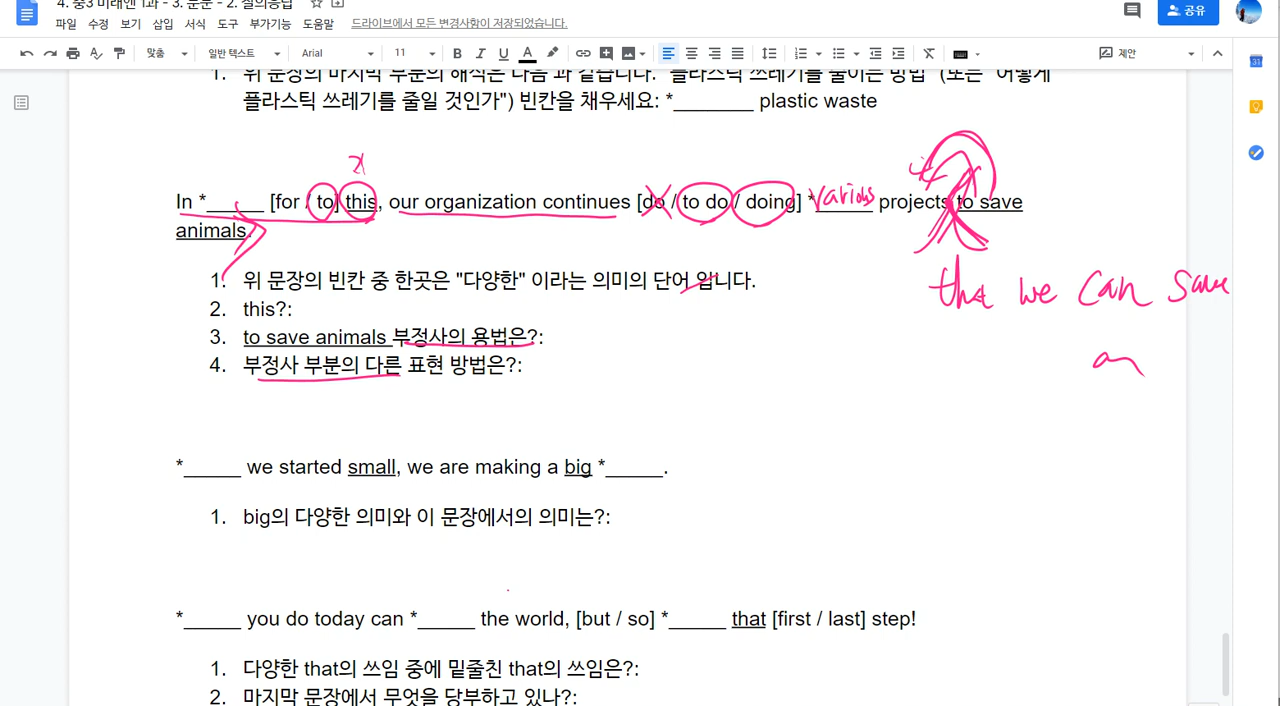 4. 중3 미래엔 1과 - 3. 본문 - 2. 질의응답
파일 수정 보기 삽입 서식 도구 부가기능 도움말 드라이브에서 모든 변경사항이 저장되었습니다.
공유
맞춤 일반 텍스트 Arial 11 B I U A 제안
1. 위 문장의 마지막 부분의 해석은 다음 과 같습니다. "플라스틱 쓰레기를 줄이는 방법" (또는 "어떻게
플라스틱 쓰레기를 줄일 것인가") 빈칸을 채우세요: *_______ plastic waste
x
In *_____ [for / to] this, our organization continues [do / to do / doing] *_____ various projects to save
animals.
1. 위 문장의 빈칸 중 한곳은 "다양한" 이라는 의미의 단어 입니다.
that we can save
2. this?:
3. to save animals 부정사의 용법은?:
4. 부정사 부분의 다른 표현 방법은?:
an
*_____ we started small, we are making a big *_____.
1. big의 다양한 의미와 이 문장에서의 의미는?:
*_____ you do today can *_____ the world, [but / so] *_____ that [first / last] step!
1. 다양한 that의 쓰임 중에 밑줄친 that의 쓰임은?:
2. 마지막 문장에서 무엇을 당부하고 있나?: